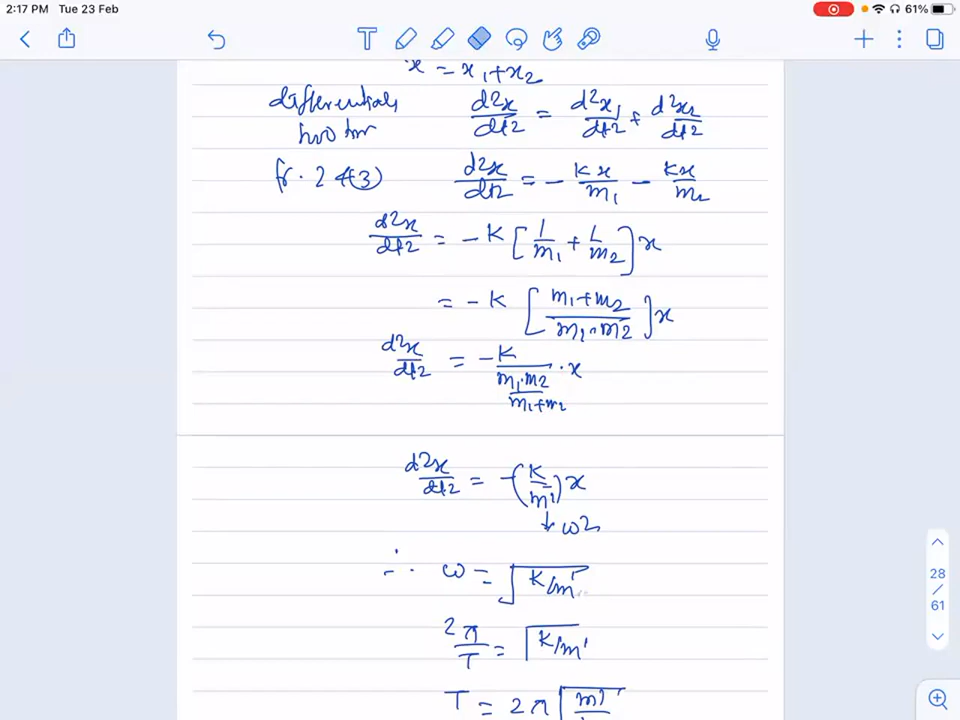 2:17 PM Tue 23 Feb 61%
x = x1 + x2
differentials d2x/dt2 = d2x1/dt2 + d2x2/dt2
two
fr. 2 & (3) d2x/dt2 = - Kx/m1 - Kx/m2
d2x/dt2 = - K [ 1/m1 + 1/m2 ] x
= - K [ m1+m2 / m1.m2 ] x
d2x/dt2 = -K / (m1.m2 / m1+m2) . x
d2x/dt2 = -(K/m') x
↓ ω2
∴ ω = √K/m'
2π/T = √K/m'
T = 2π √m'/
28
/
61